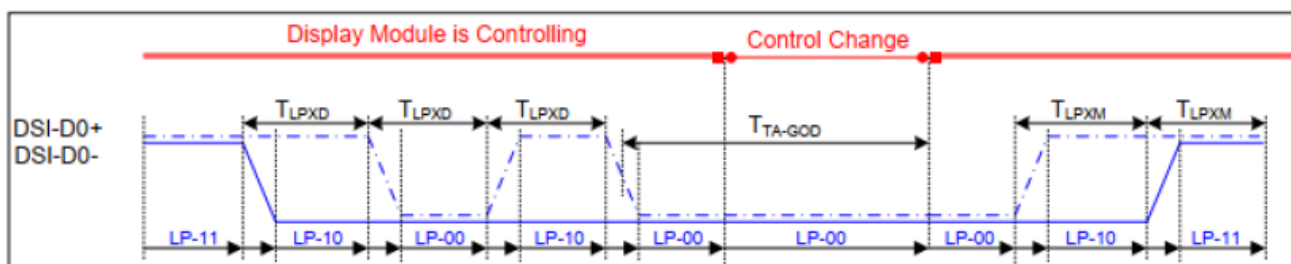 Display Module is Controlling Control Change
TLPXD TLPXD TLPXD TTA-GOD TLPXM TLPXM
DSI-D0+
DSI-D0-
LP-11 LP-10 LP-00 LP-10 LP-00 LP-00 LP-00 LP-10 LP-11